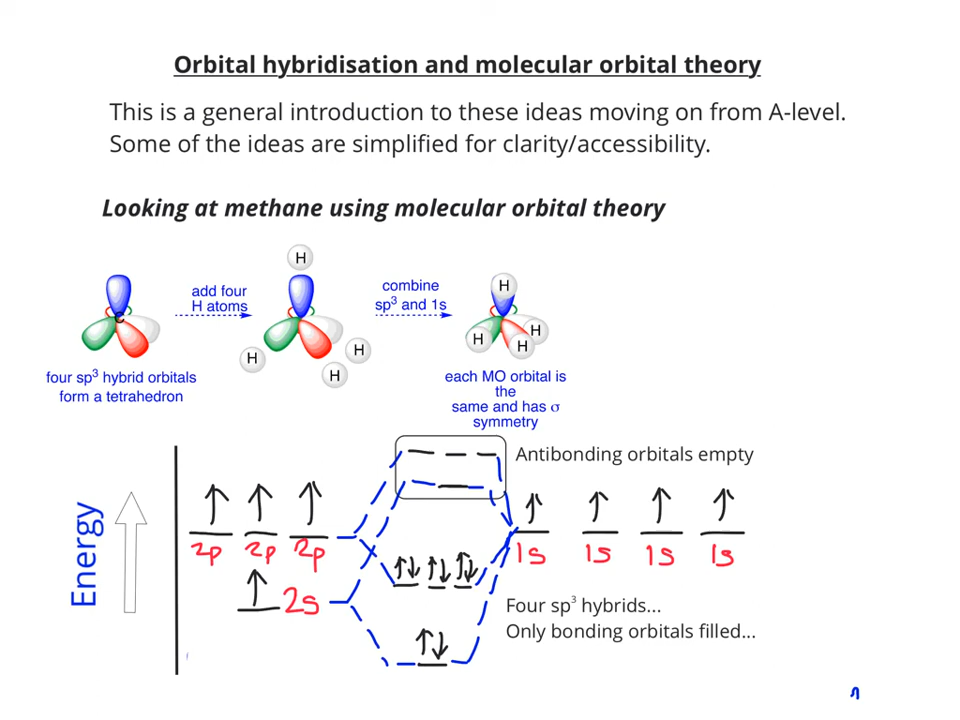 Orbital hybridisation and molecular orbital theory
This is a general introduction to these ideas moving on from A-level.
Some of the ideas are simplified for clarity/accessibility.
Looking at methane using molecular orbital theory
H
add four
H atoms
combine
sp³ and 1s
H
C
H
H
H
H
H
H
four sp³ hybrid orbitals
form a tetrahedron
each MO orbital is
the
same and has σ
symmetry
Antibonding orbitals empty
Energy
2p 2p 2p
1s 1s 1s 1s
2s
Four sp³ hybrids...
Only bonding orbitals filled...